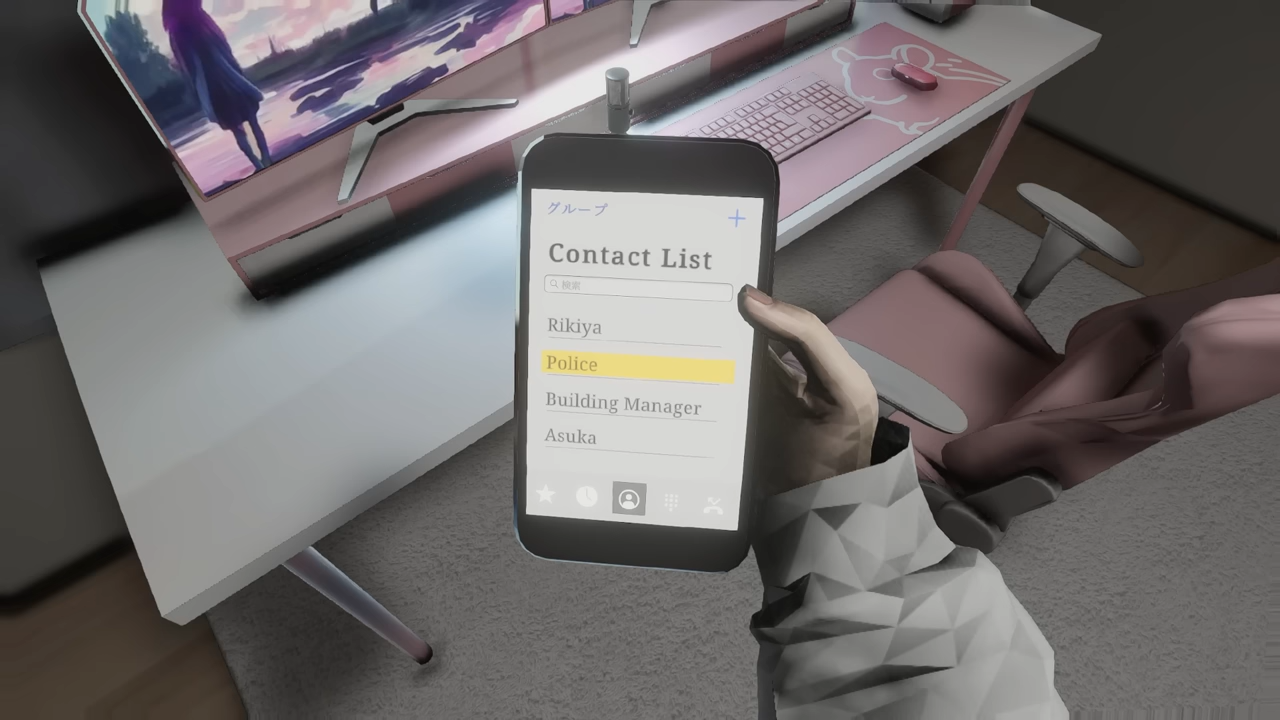 グループ
Contact List
検索
Rikiya
Police
Building Manager
Asuka